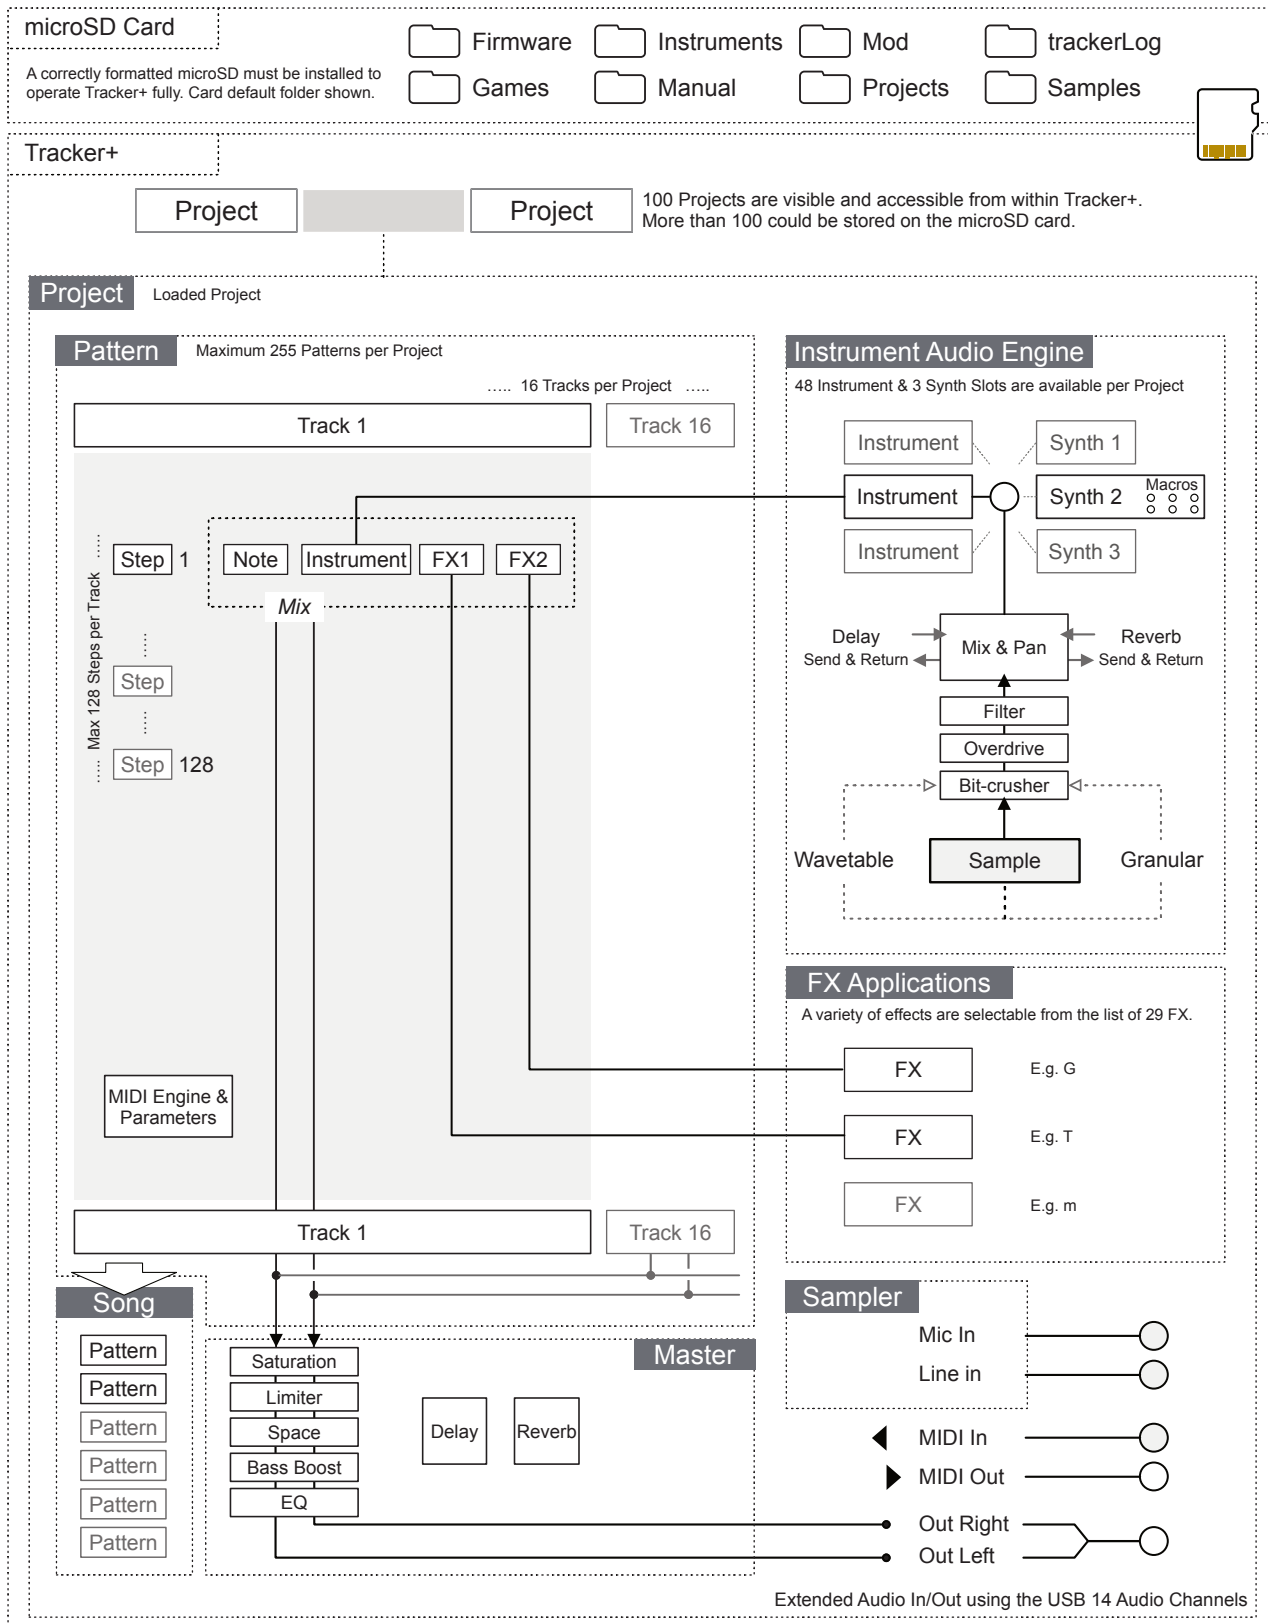 microSD Card
A correctly formatted microSD must be installed to
operate Tracker+ fully. Card default folder shown.
Firmware
Instruments
Mod
trackerLog
Games
Manual
Projects
Samples
Tracker+
Project
Project
100 Projects are visible and accessible from within Tracker+.
More than 100 could be stored on the microSD card.
Project
Loaded Project
Pattern
Maximum 255 Patterns per Project
..... 16 Tracks per Project .....
Track 1
Track 16
..... Max 128 Steps per Track .....
Step 1
Note
Instrument
FX1
FX2
Mix
Step
Step 128
MIDI Engine &
Parameters
Track 1
Track 16
Instrument Audio Engine
48 Instrument & 3 Synth Slots are available per Project
Instrument
Synth 1
Instrument
Synth 2
Macros
Instrument
Synth 3
Delay
Send & Return
Mix & Pan
Reverb
Send & Return
Filter
Overdrive
Bit-crusher
Wavetable
Sample
Granular
FX Applications
A variety of effects are selectable from the list of 29 FX.
FX
E.g. G
FX
E.g. T
FX
E.g. m
Song
Pattern
Pattern
Pattern
Pattern
Pattern
Pattern
Master
Saturation
Limiter
Space
Bass Boost
EQ
Delay
Reverb
Sampler
Mic In
Line in
MIDI In
MIDI Out
Out Right
Out Left
Extended Audio In/Out using the USB 14 Audio Channels